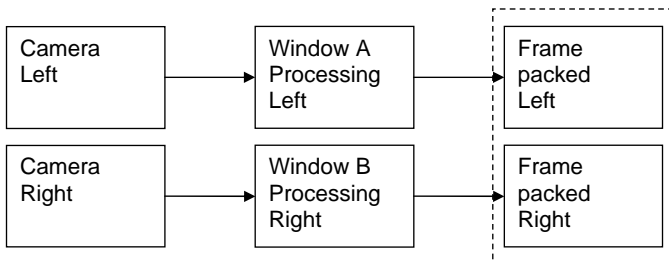 Camera
Left
Window A
Processing
Left
Frame
packed
Left
Camera
Right
Window B
Processing
Right
Frame
packed
Right